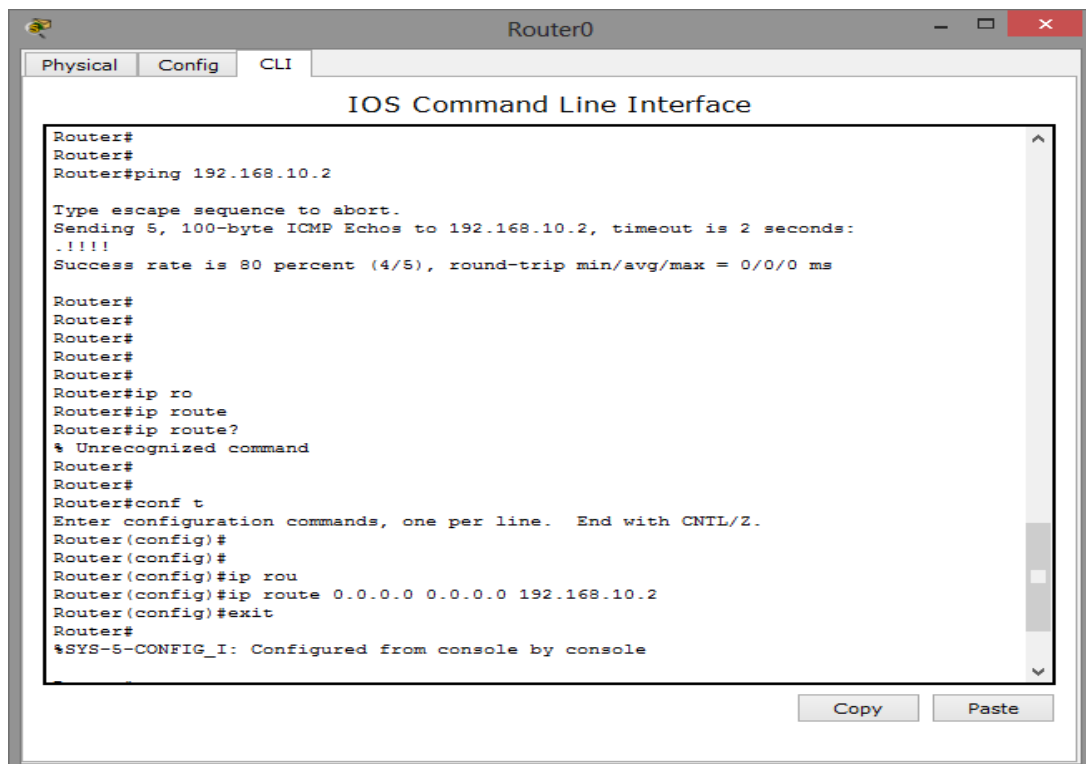 Router0
Physical Config CLI
IOS Command Line Interface
Router#
Router#
Router#ping 192.168.10.2
Type escape sequence to abort.
Sending 5, 100-byte ICMP Echos to 192.168.10.2, timeout is 2 seconds:
.!!!!
Success rate is 80 percent (4/5), round-trip min/avg/max = 0/0/0 ms
Router#
Router#
Router#
Router#
Router#
Router#ip ro
Router#ip route
Router#ip route?
% Unrecognized command
Router#
Router#
Router#conf t
Enter configuration commands, one per line.  End with CNTL/Z.
Router(config)#
Router(config)#
Router(config)#ip rou
Router(config)#ip route 0.0.0.0 0.0.0.0 192.168.10.2
Router(config)#exit
Router#
%SYS-5-CONFIG_I: Configured from console by console
Copy Paste